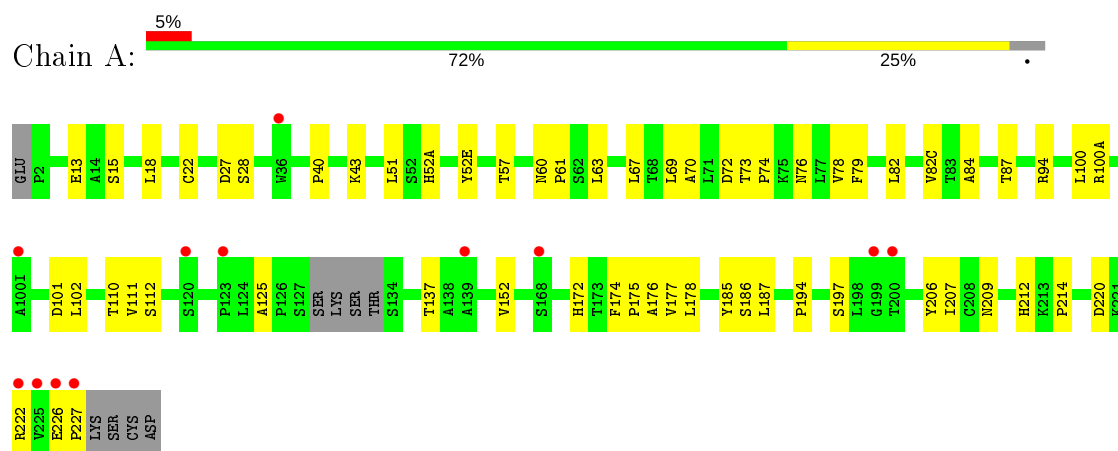 5%
Chain A:
72% 25% •
GLU P2 E13 A14 S15 L18 C22 D27 S28 W36 P40 K43 L51 S52 H52A Y52E T57 N60 P61 S62 L63 L67 T68 L69 A70 L71 D72 T73 P74 K75 N76 L77 V78 F79 L82 V82C T83 A84 T87 R94 L100 R100A
A100I D101 L102 T110 V111 S112 S120 P123 L124 A125 P126 S127 SER LYS SER THR S134 T137 A138 A139 V152 S168 H172 T173 F174 P175 A176 V177 L178 Y185 S186 L187 P194 S197 L198 G199 T200 Y206 I207 C208 N209 H212 K213 P214 D220 K221
R222 V225 E226 P227 LYS SER CYS ASP